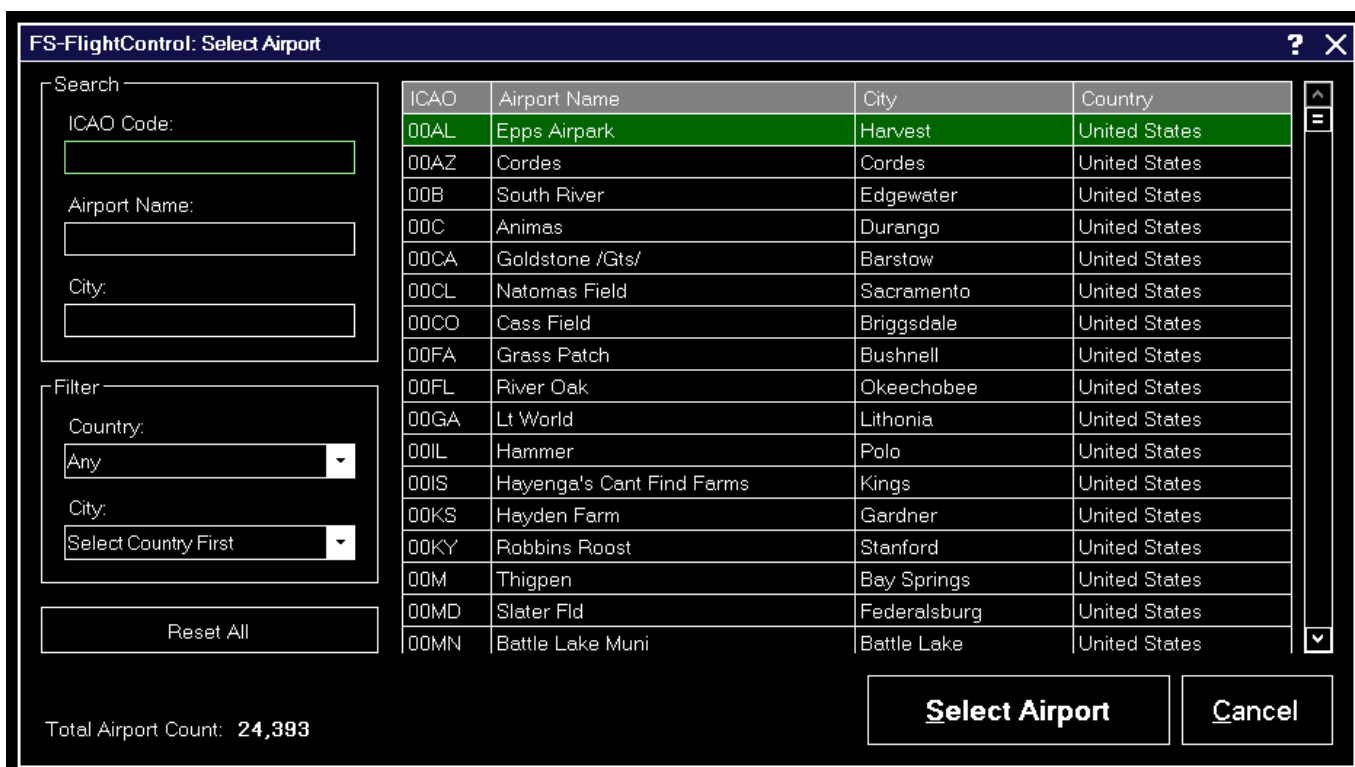 FS-FlightControl: Select Airport ?
Search
ICAO Code:
Airport Name:
City:
Filter
Country:
Any
City:
Select Country First
Reset All
Total Airport Count: 24,393
ICAO Airport Name City Country
00AL Epps Airpark Harvest United States
00AZ Cordes Cordes United States
00B South River Edgewater United States
00C Animas Durango United States
00CA Goldstone /Gts/ Barstow United States
00CL Natomas Field Sacramento United States
00CO Cass Field Briggsdale United States
00FA Grass Patch Bushnell United States
00FL River Oak Okeechobee United States
00GA Lt World Lithonia United States
00IL Hammer Polo United States
00IS Hayenga's Cant Find Farms Kings United States
00KS Hayden Farm Gardner United States
00KY Robbins Roost Stanford United States
00M Thigpen Bay Springs United States
00MD Slater Fld Federalsburg United States
00MN Battle Lake Muni Battle Lake United States
Select Airport Cancel